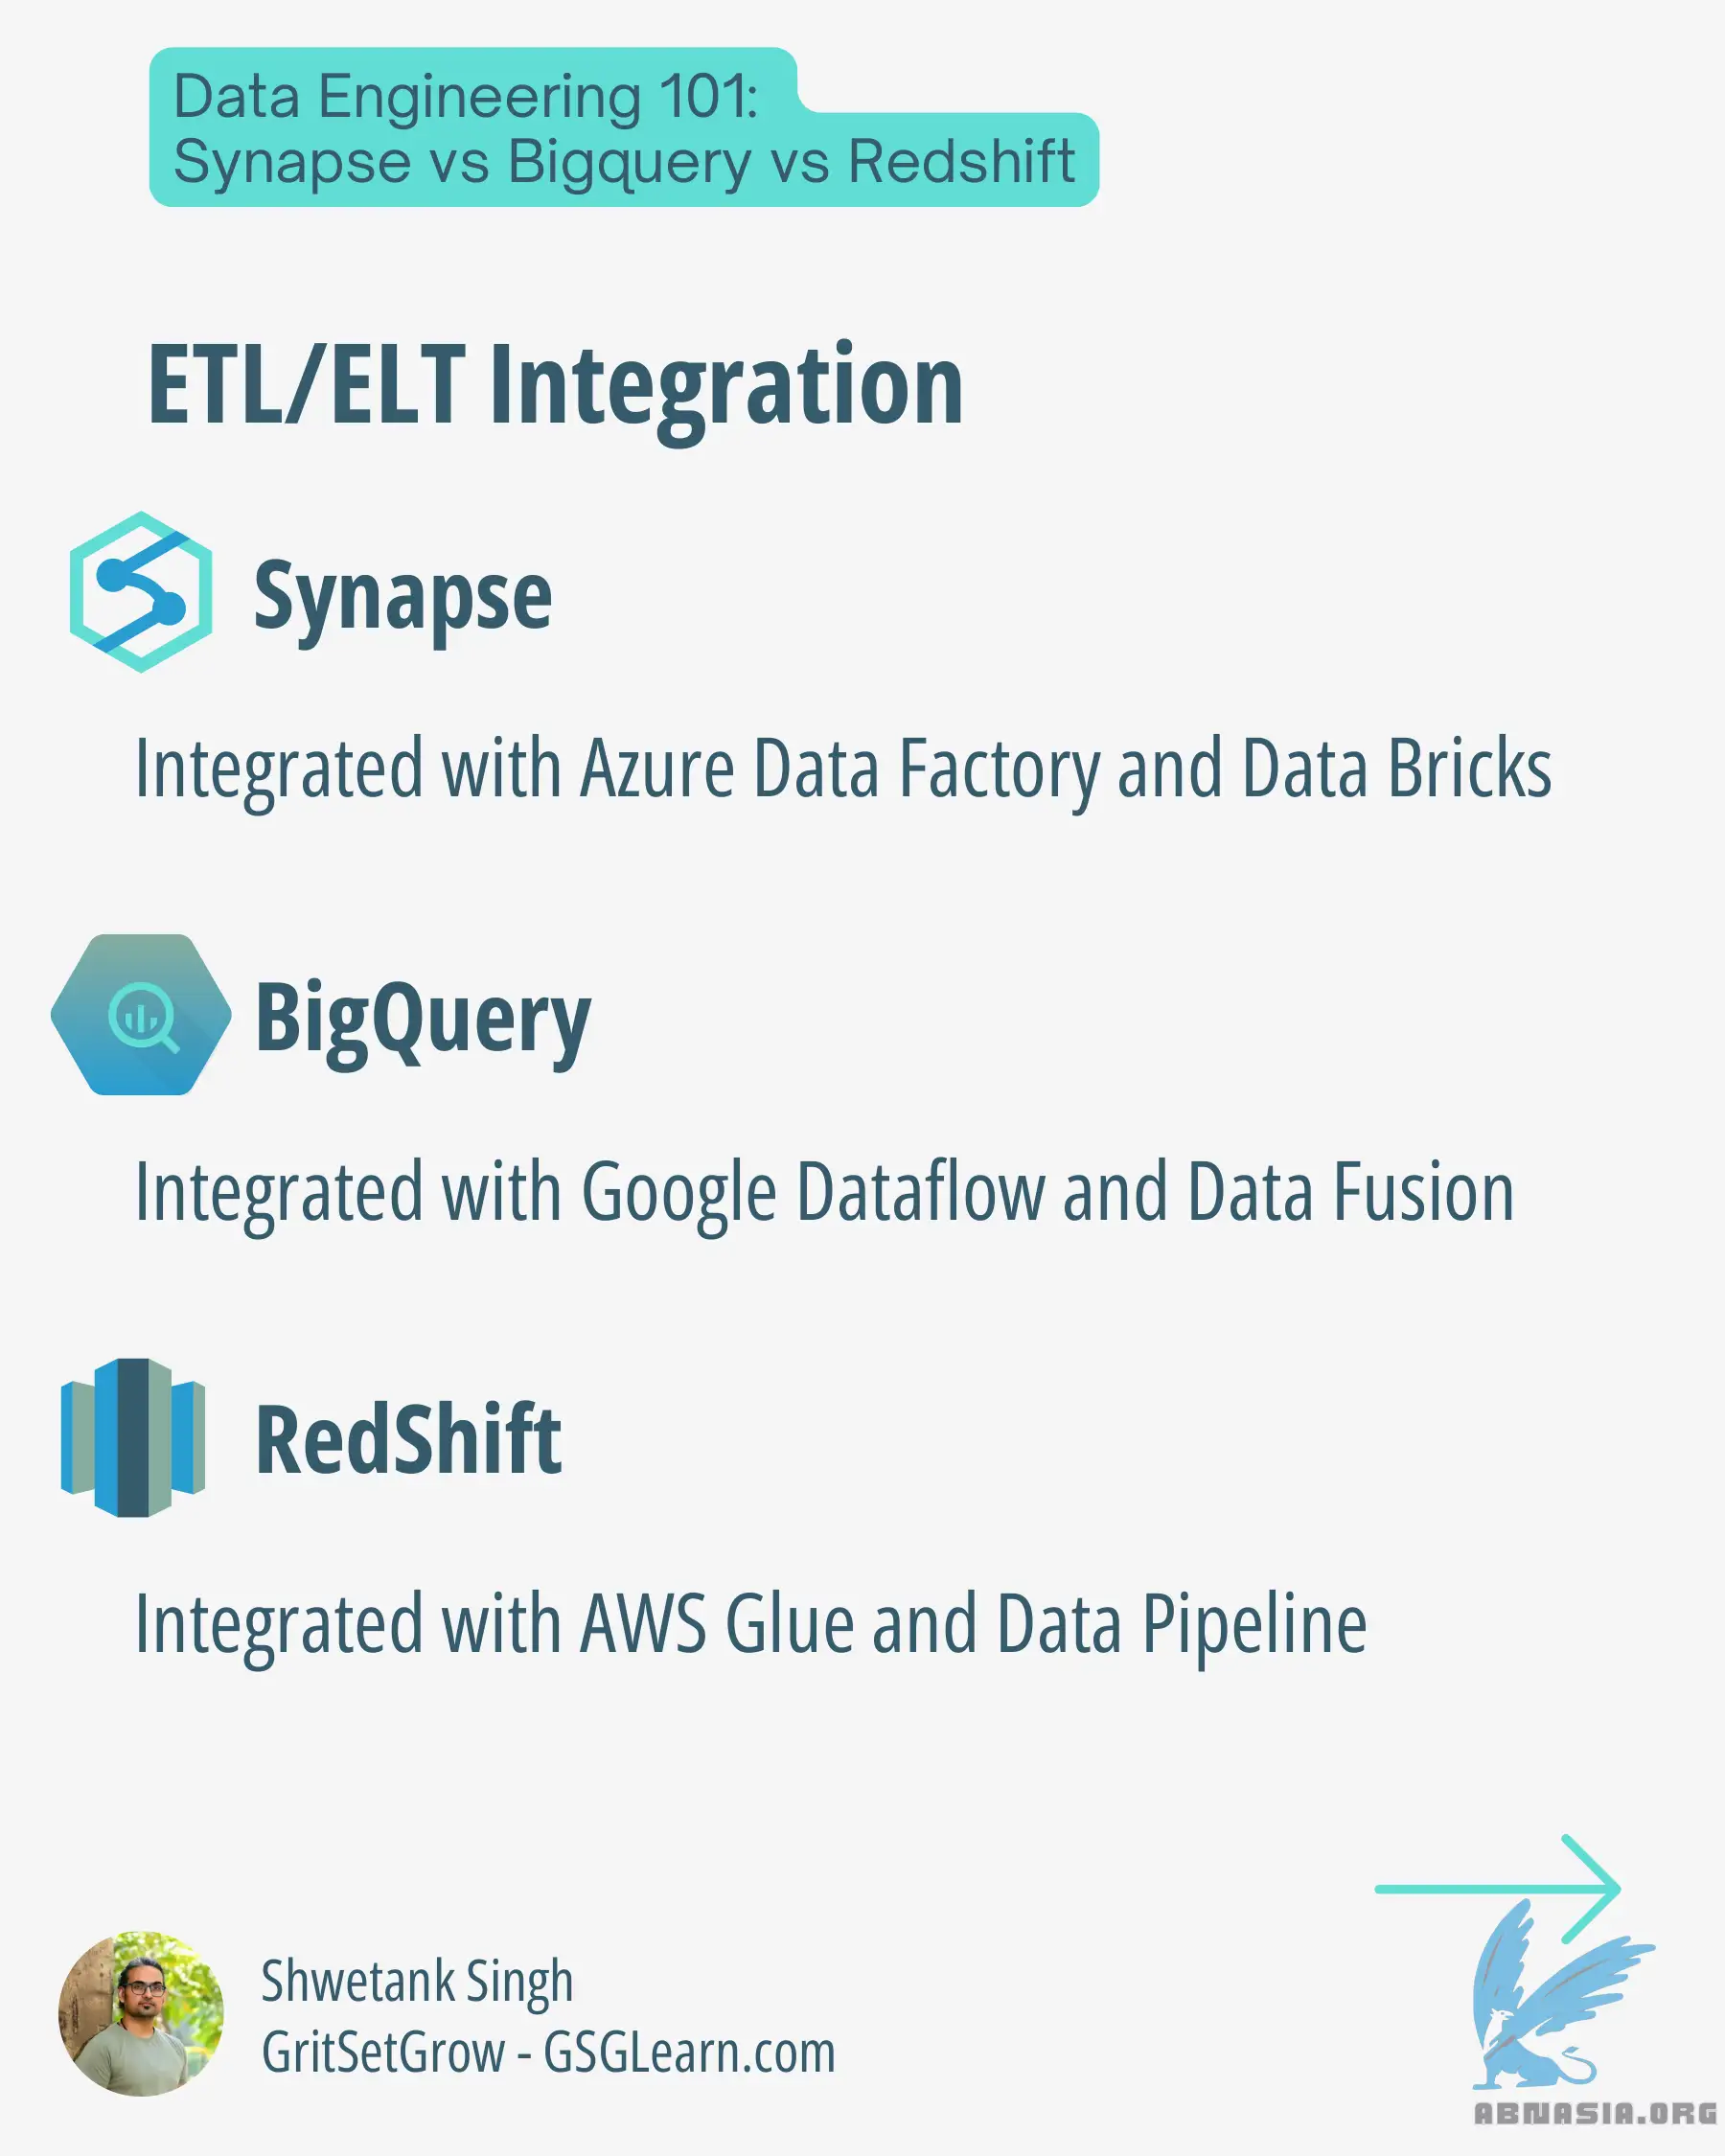 Data Engineering 101:
Synapse vs Bigquery vs Redshift
ETL/ELT Integration
Synapse
Integrated with Azure Data Factory and Data Bricks
BigQuery
Integrated with Google Dataflow and Data Fusion
RedShift
Integrated with AWS Glue and Data Pipeline
Shwetank Singh
GritSetGrow - GSGLearn.com
ABNASIA.ORG